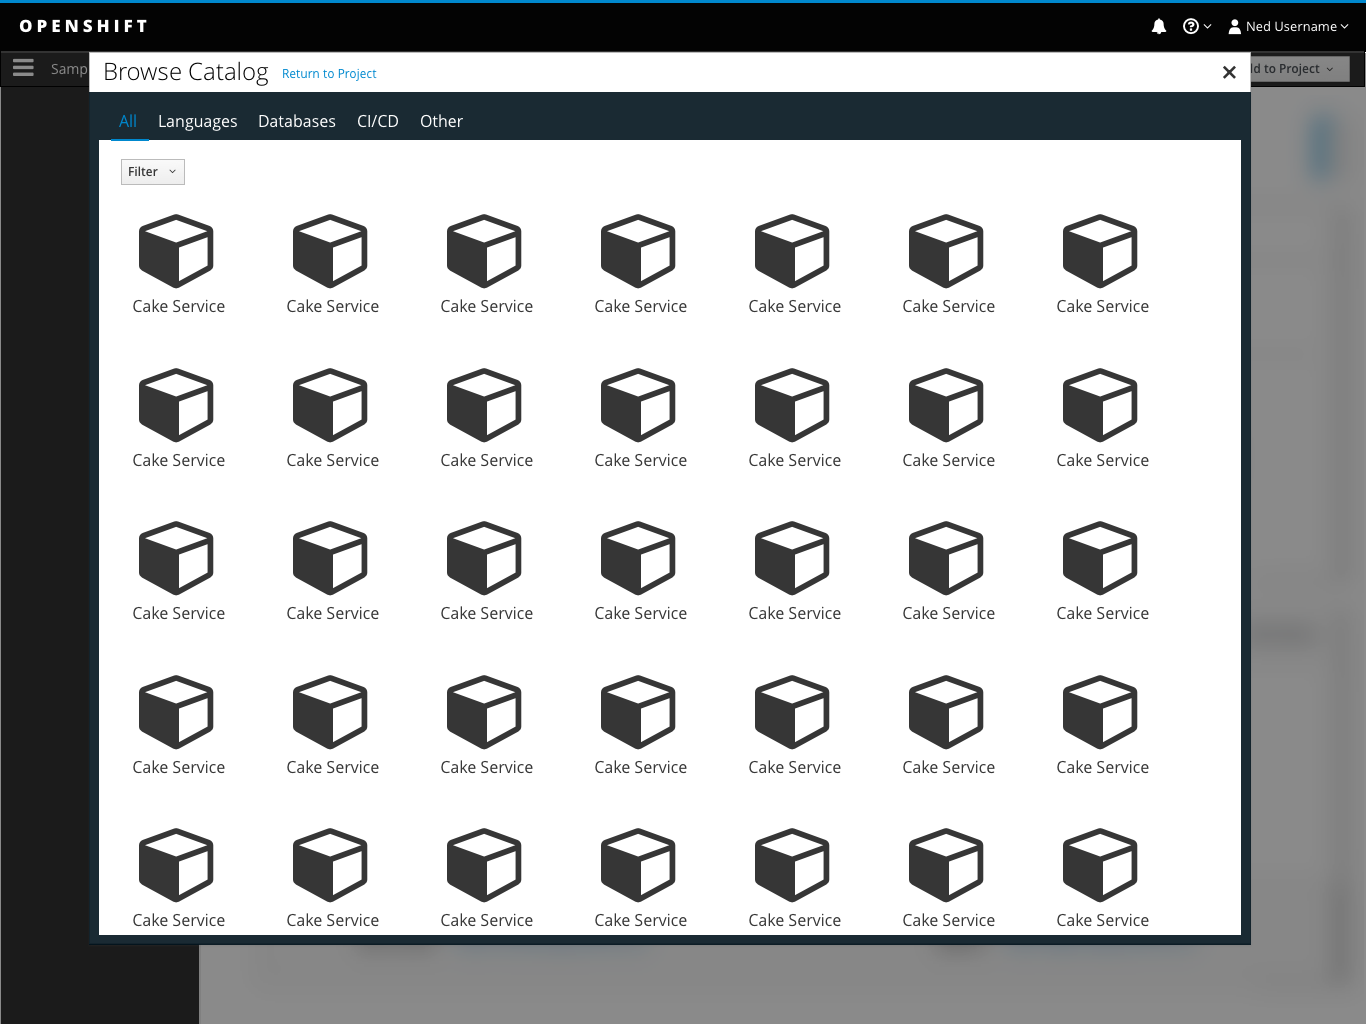 OPENSHIFT
Ned Username
Samp
Browse Catalog Return to Project
d to Project
All Languages Databases CI/CD Other
Filter
Cake Service Cake Service Cake Service Cake Service Cake Service Cake Service Cake Service
Cake Service Cake Service Cake Service Cake Service Cake Service Cake Service Cake Service
Cake Service Cake Service Cake Service Cake Service Cake Service Cake Service Cake Service
Cake Service Cake Service Cake Service Cake Service Cake Service Cake Service Cake Service
Cake Service Cake Service Cake Service Cake Service Cake Service Cake Service Cake Service